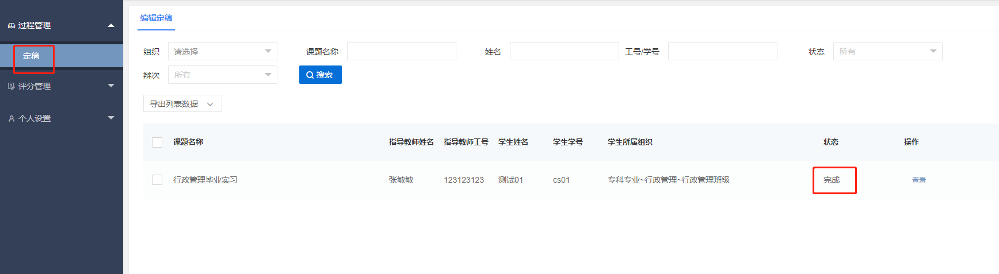 过程管理
定稿
评分管理
个人设置
编辑定稿
组织 请选择 课题名称 姓名 工号/学号 状态 所有
辩次 所有 搜索
导出列表数据
课题名称 指导教师姓名 指导教师工号 学生姓名 学生学号 学生所属组织 状态 操作
行政管理毕业实习 张敏敏 123123123 测试01 cs01 专科专业~行政管理~行政管理班级 完成 查看